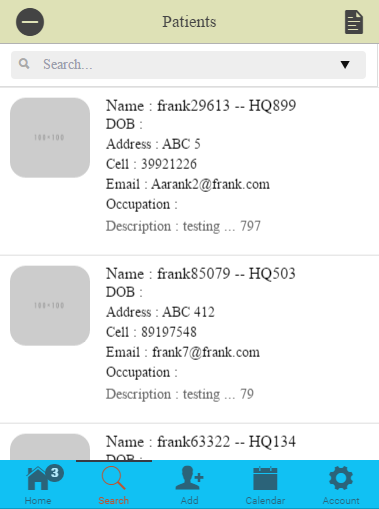 Patients
Search...
100×100
Name : frank29613 -- HQ899
DOB :
Address : ABC 5
Cell : 39921226
Email : Aarank2@frank.com
Occupation :
Description : testing ... 797
100×100
Name : frank85079 -- HQ503
DOB :
Address : ABC 412
Cell : 89197548
Email : frank7@frank.com
Occupation :
Description : testing ... 79
Name : frank63322 -- HQ134
DOB :
3
Home
Search
Add
Calendar
Account